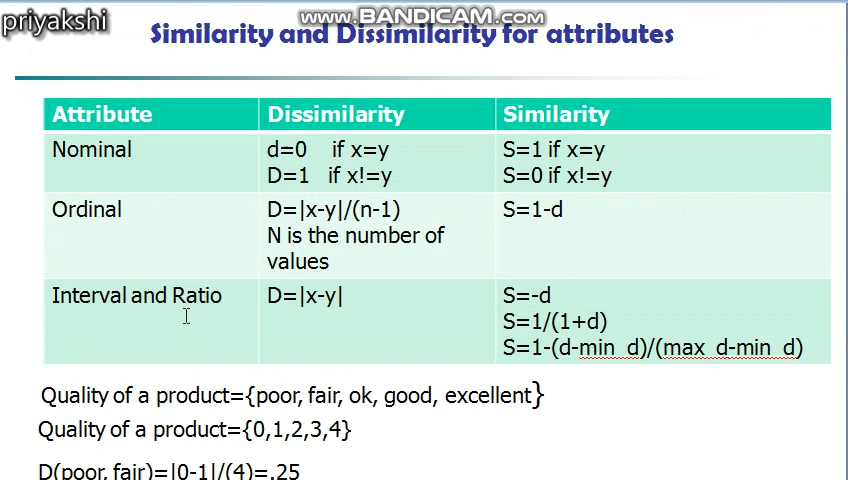 www.BANDICAM.com
priyakshi
Similarity and Dissimilarity for attributes
Attribute Dissimilarity Similarity
Nominal d=0 if x=y S=1 if x=y
D=1 if x!=y S=0 if x!=y
Ordinal D=|x-y|/(n-1) S=1-d
N is the number of
values
Interval and Ratio D=|x-y| S=-d
S=1/(1+d)
S=1-(d-min_d)/(max_d-min_d)
Quality of a product={poor, fair, ok, good, excellent}
Quality of a product={0,1,2,3,4}
D(poor, fair)=|0-1|/(4)=.25